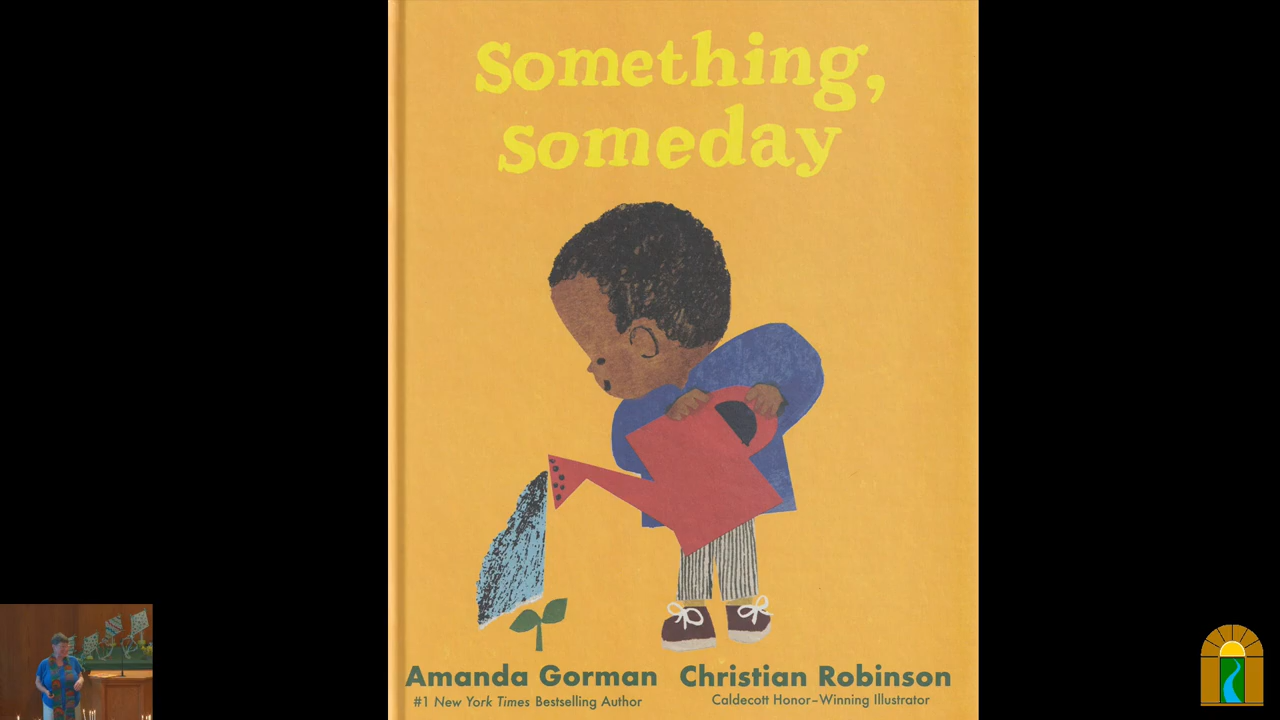 Something,
someday
Amanda Gorman Christian Robinson
#1 New York Times Bestselling Author Caldecott Honor–Winning Illustrator